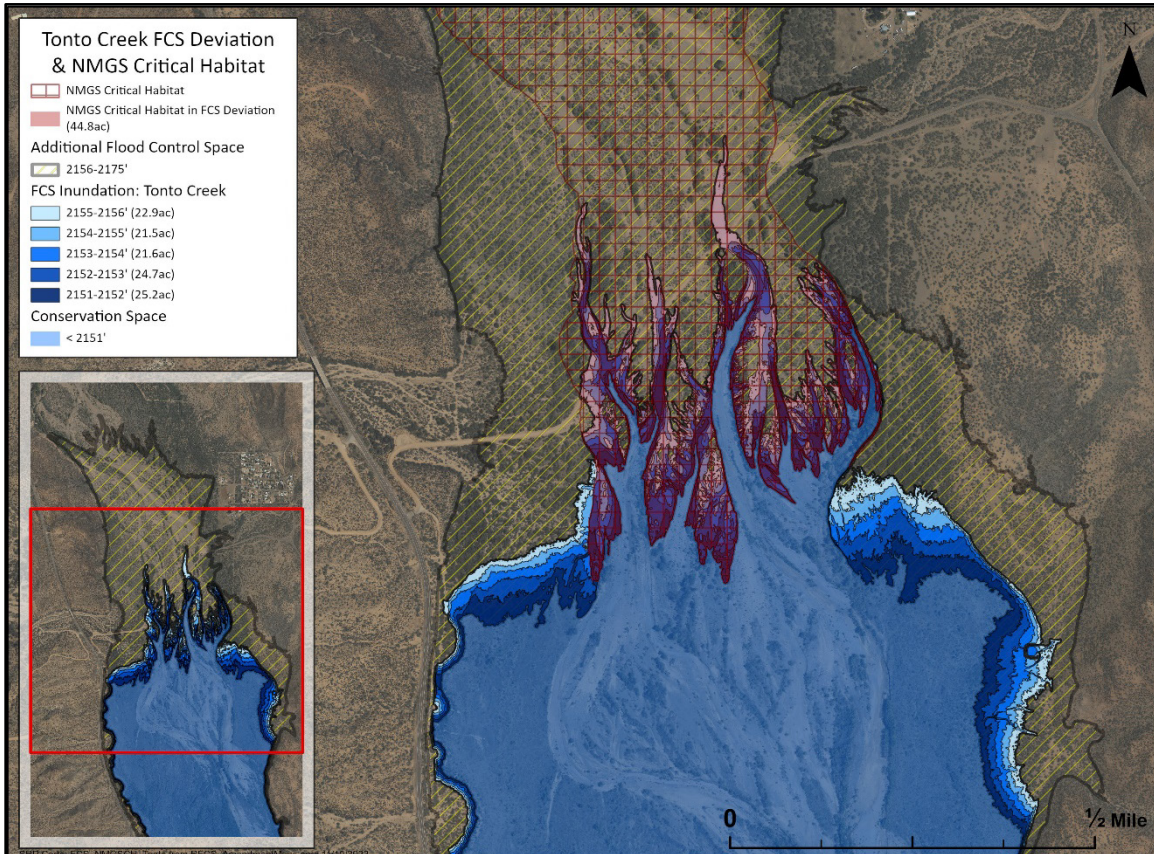 Tonto Creek FCS Deviation
& NMGS Critical Habitat
NMGS Critical Habitat
NMGS Critical Habitat in FCS Deviation
(44.8ac)
Additional Flood Control Space
2156-2175'
FCS Inundation: Tonto Creek
2155-2156' (22.9ac)
2154-2155' (21.5ac)
2153-2154' (21.6ac)
2152-2153' (24.7ac)
2151-2152' (25.2ac)
Conservation Space
< 2151'
N
0
½ Mile